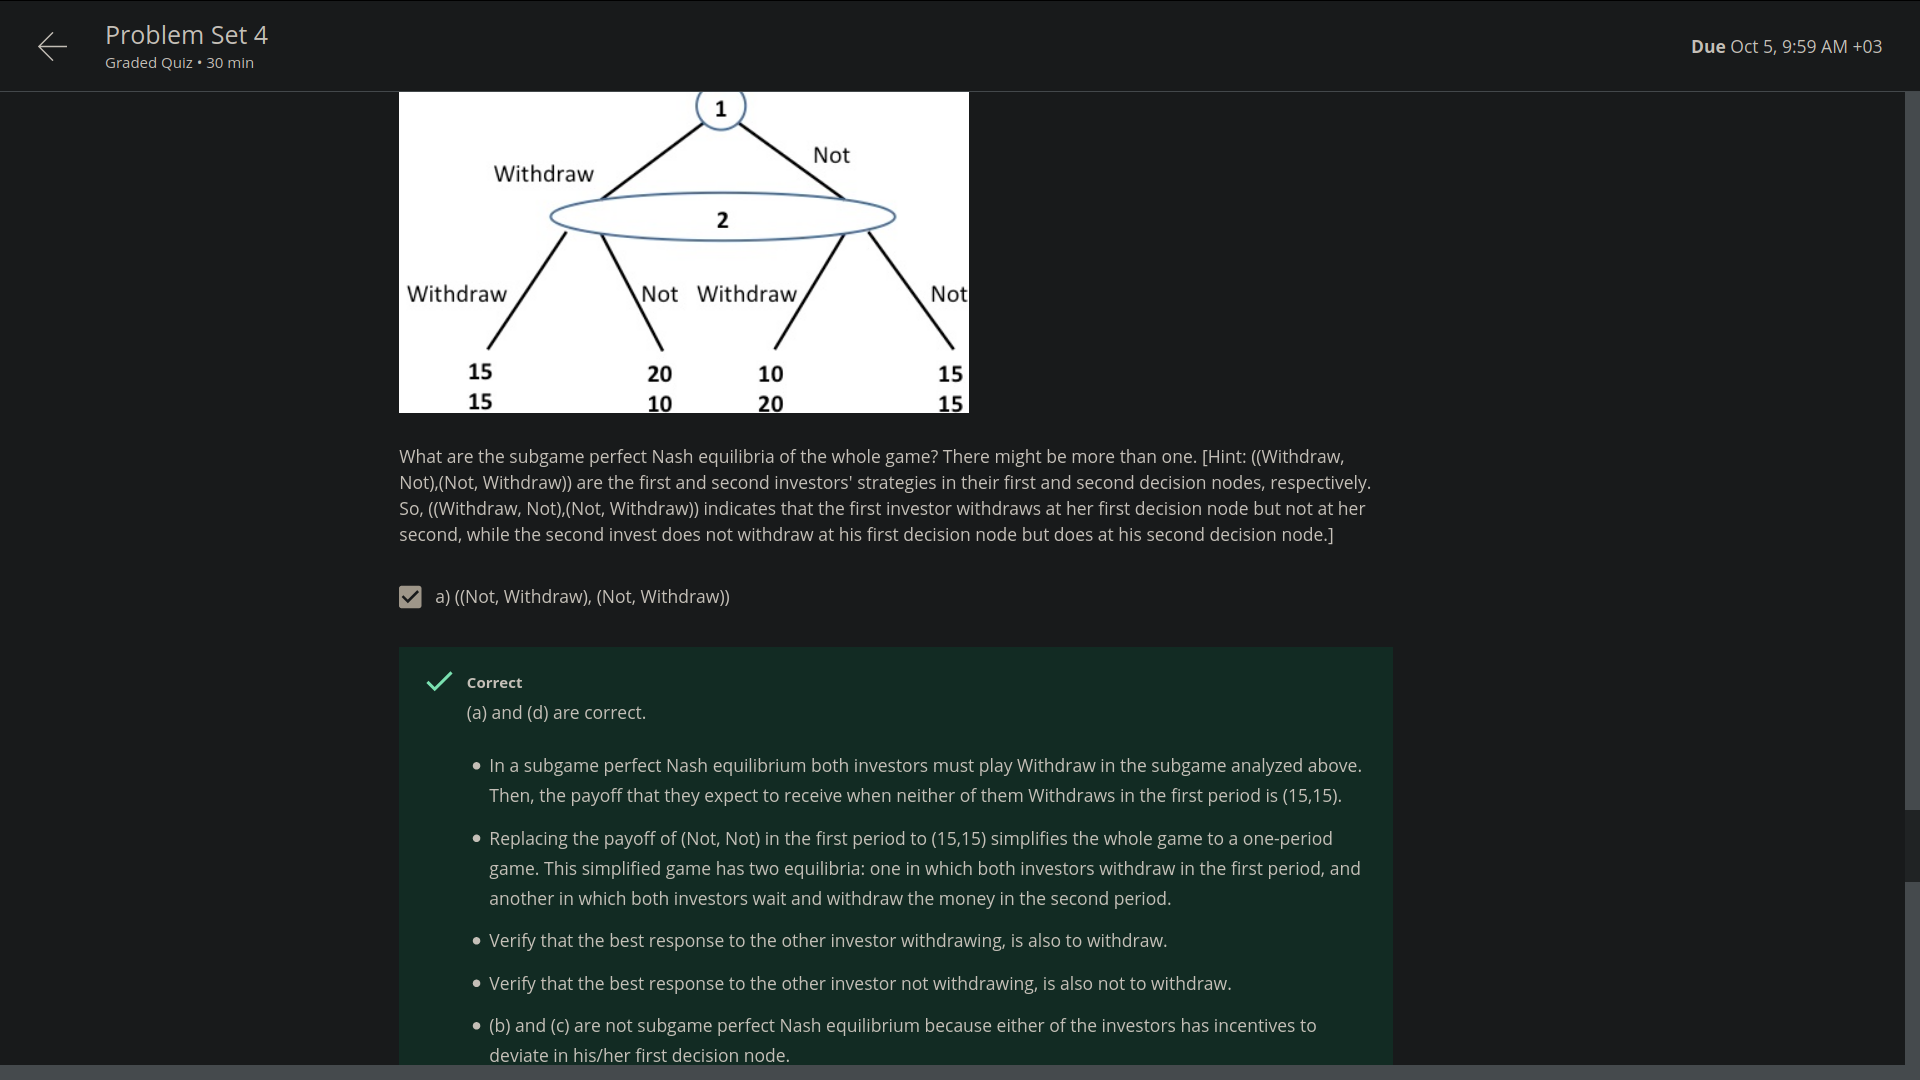 Problem Set 4
Graded Quiz • 30 min
Due Oct 5, 9:59 AM +03
1
Withdraw
Not
2
Withdraw
Not
Withdraw
Not
15
20
10
15
15
10
20
15
What are the subgame perfect Nash equilibria of the whole game? There might be more than one. [Hint: ((Withdraw,
Not),(Not, Withdraw)) are the first and second investors' strategies in their first and second decision nodes, respectively.
So, ((Withdraw, Not),(Not, Withdraw)) indicates that the first investor withdraws at her first decision node but not at her
second, while the second invest does not withdraw at his first decision node but does at his second decision node.]
a) ((Not, Withdraw), (Not, Withdraw))
Correct
(a) and (d) are correct.
• In a subgame perfect Nash equilibrium both investors must play Withdraw in the subgame analyzed above.
Then, the payoff that they expect to receive when neither of them Withdraws in the first period is (15,15).
• Replacing the payoff of (Not, Not) in the first period to (15,15) simplifies the whole game to a one-period
game. This simplified game has two equilibria: one in which both investors withdraw in the first period, and
another in which both investors wait and withdraw the money in the second period.
• Verify that the best response to the other investor withdrawing, is also to withdraw.
• Verify that the best response to the other investor not withdrawing, is also not to withdraw.
• (b) and (c) are not subgame perfect Nash equilibrium because either of the investors has incentives to
deviate in his/her first decision node.